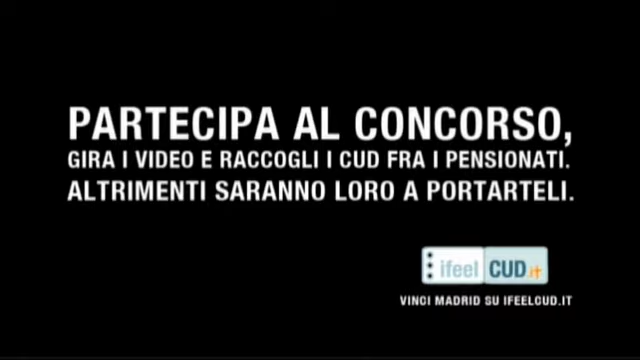 PARTECIPA AL CONCORSO,
GIRA I VIDEO E RACCOGLI I CUD FRA I PENSIONATI.
ALTRIMENTI SARANNO LORO A PORTARTELI.
ifeel CUD.it
VINCI MADRID SU IFEELCUD.IT